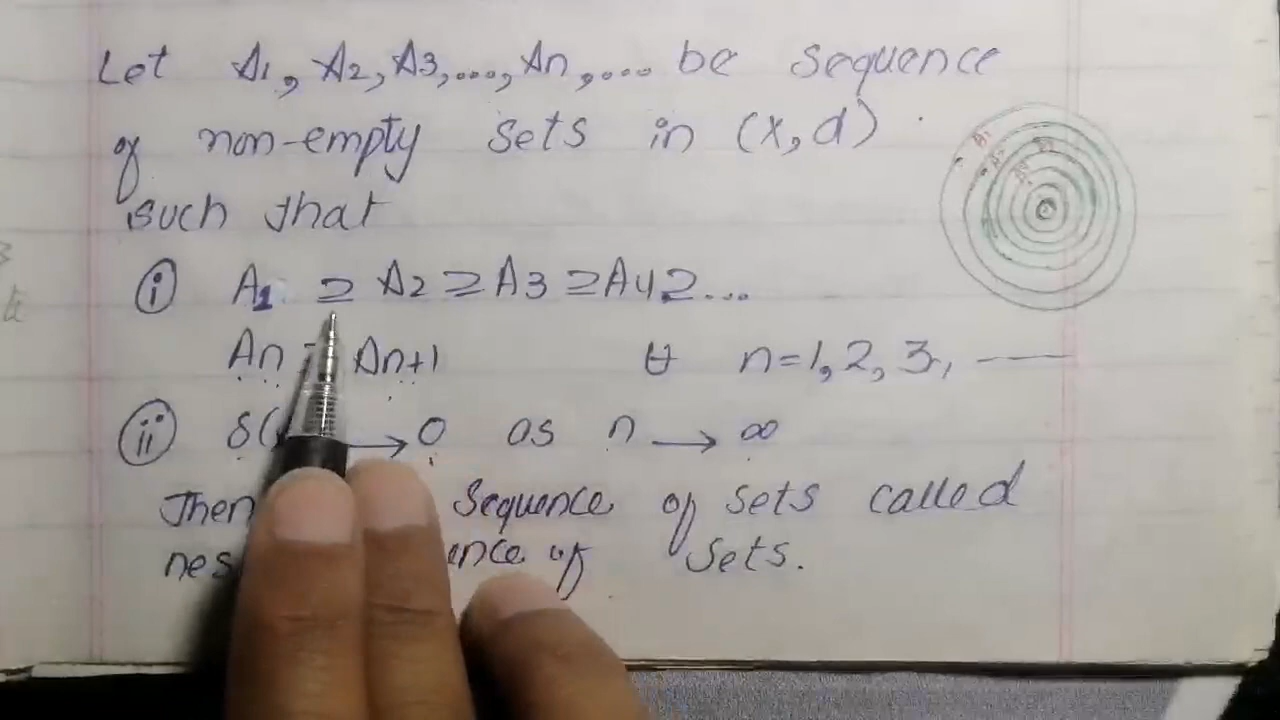 Let A1, A2, A3,..., An,... be sequence
of non-empty sets in (x,d)
such that
(i) A1 ⊇ A2 ⊇ A3 ⊇ A4 ⊇...
An An+1 ∀ n=1, 2, 3, —
(ii) δ( → 0 as n → ∞
Then sequence of sets called
of sets.